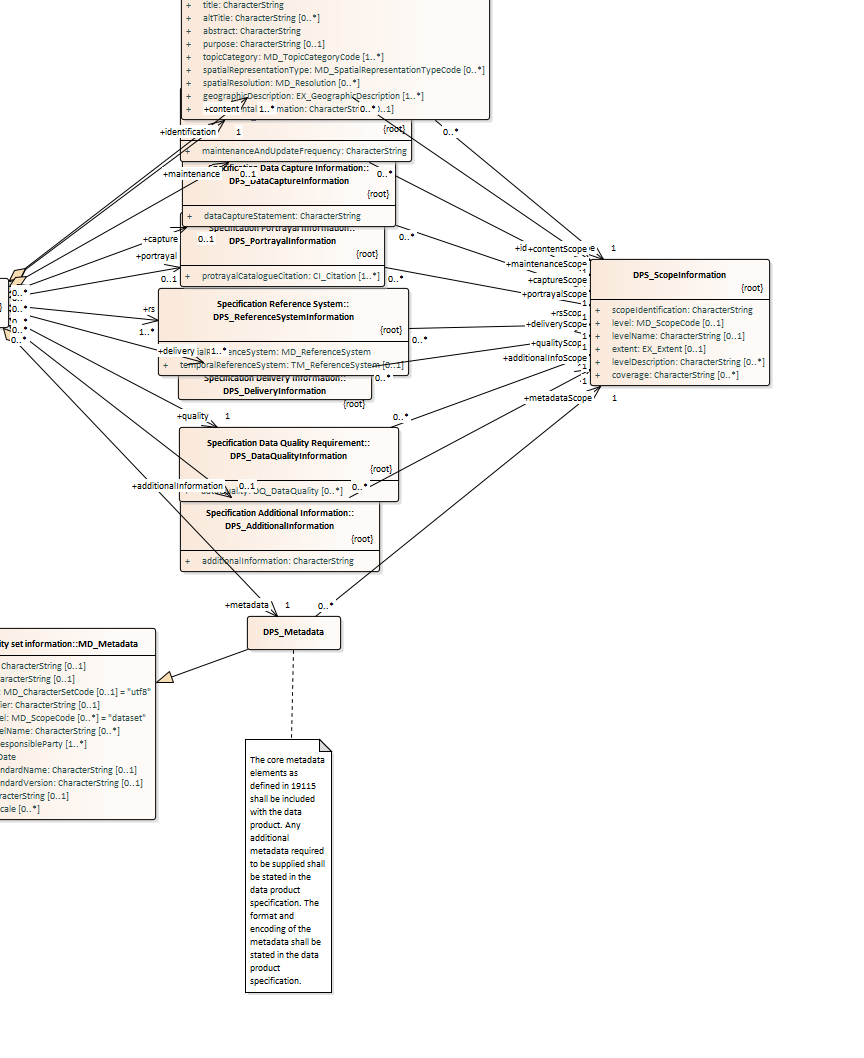 + title: CharacterString
+ altTitle: CharacterString [0..*]
+ abstract: CharacterString
+ purpose: CharacterString [0..1]
+ topicCategory: MD_TopicCategoryCode [1..*]
+ spatialRepresentationType: MD_SpatialRepresentationTypeCode [0..*]
+ spatialResolution: MD_Resolution [0..*]
+ geographicDescription: EX_GeographicDescription [1..*]
+content 1..* 0..*
+identification 1
{root}
0..*
+ maintenanceAndUpdateFrequency: CharacterString
+maintenance 0..1 0..*
Data Capture Information::
DPS_DataCaptureInformation
{root}
+ dataCaptureStatement: CharacterString
+capture 0..1 0..*
Specification Portrayal Information::
DPS_PortrayalInformation
{root}
+portrayal
0..1
+ protrayalCatalogueCitation: CI_Citation [1..*]
0..*
Specification Reference System::
DPS_ReferenceSystemInformation
{root}
+rs
1..*
0..*
+delivery 1..*
MD_ReferenceSystem
+ temporalReferenceSystem: TM_ReferenceSystem [0..1]
Specification Delivery Information::
0..*
DPS_DeliveryInformation
{root}
+quality 1
0..*
Specification Data Quality Requirement::
DPS_DataQualityInformation
{root}
+additionalInformation 0..1 0..*
DQ_DataQuality [0..*]
Specification Additional Information::
DPS_AdditionalInformation
{root}
+ additionalInformation: CharacterString
+metadata 1 0..*
DPS_Metadata
+contentScope
1
+maintenanceScope
+captureScope
+portrayalScope
1
+rsScop
+deliveryScope
+qualityScop
+additionalInfoScope
+metadataScope 1
DPS_ScopeInformation
{root}
+ scopeIdentification: CharacterString
+ level: MD_ScopeCode [0..1]
+ levelName: CharacterString [0..1]
+ extent: EX_Extent [0..1]
+ levelDescription: CharacterString [0..*]
+ coverage: CharacterString [0..*]
0..*
0..*
0..*
0..*
ity set information::MD_Metadata
CharacterString [0..1]
aracterString [0..1]
: MD_CharacterSetCode [0..1] = "utf8"
ier: CharacterString [0..1]
el: MD_ScopeCode [0..*] = "dataset"
elName: CharacterString [0..*]
esponsibleParty [1..*]
Date
ndardName: CharacterString [0..1]
ndardVersion: CharacterString [0..1]
racterString [0..1]
cale [0..*]
The core metadata
elements as
defined in 19115
shall be included
with the data
product. Any
additional
metadata required
to be supplied shall
be stated in the
data product
specification. The
format and
encoding of the
metadata shall be
stated in the data
product
specification.